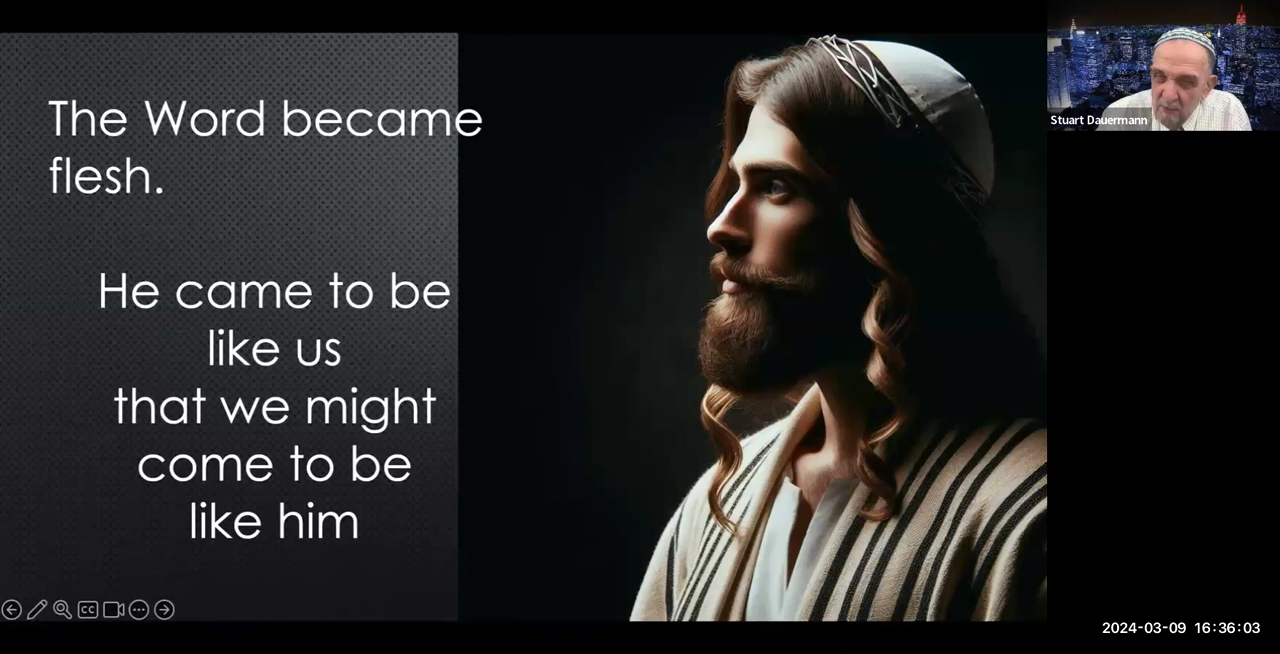 The Word became
flesh.
He came to be
like us
that we might
come to be
like him
Stuart Dauermann
CC
2024-03-09 16:36:03